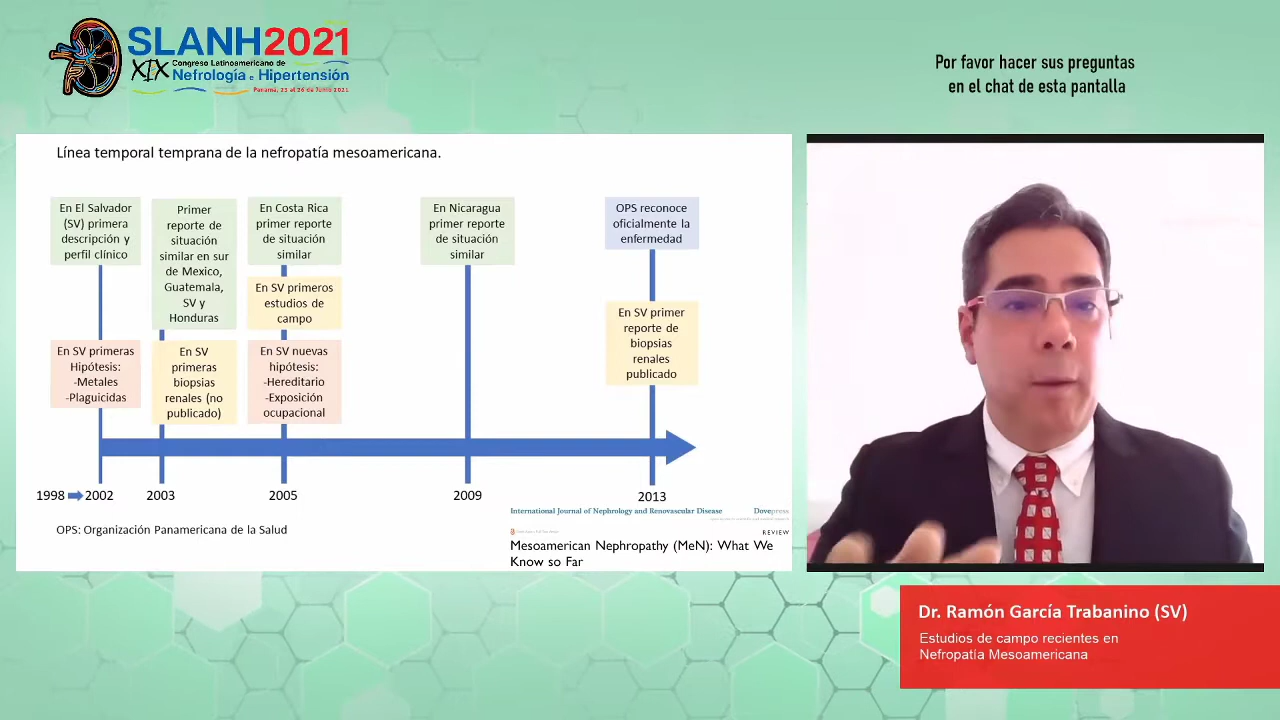 SLANH2021
XIX Congreso Latinoamericano de
Nefrología e Hipertensión
Panamá, 23 al 26 de Junio 2021.
Por favor hacer sus preguntas
en el chat de esta pantalla
Línea temporal temprana de la nefropatía mesoamericana.
En El Salvador
(SV) primera
descripción y
perfil clínico
Primer
reporte de
situación
similar en sur
de Mexico,
Guatemala,
SV y
Honduras
En Costa Rica
primer reporte
de situación
similar
En Nicaragua
primer reporte
de situación
similar
OPS reconoce
oficialmente la
enfermedad
En SV primeros
estudios de
campo
En SV primer
reporte de
biopsias
renales
publicado
En SV primeras
Hipótesis:
-Metales
-Plaguicidas
En SV
primeras
biopsias
renales (no
publicado)
En SV nuevas
hipótesis:
-Hereditario
-Exposición
ocupacional
1998 2002 2003 2005 2009 2013
OPS: Organización Panamericana de la Salud
International Journal of Nephrology and Renovascular Disease Dovepress
REVIEW
Mesoamerican Nephropathy (MeN): What We
Know so Far
Dr. Ramón García Trabanino (SV)
Estudios de campo recientes en
Nefropatía Mesoamericana